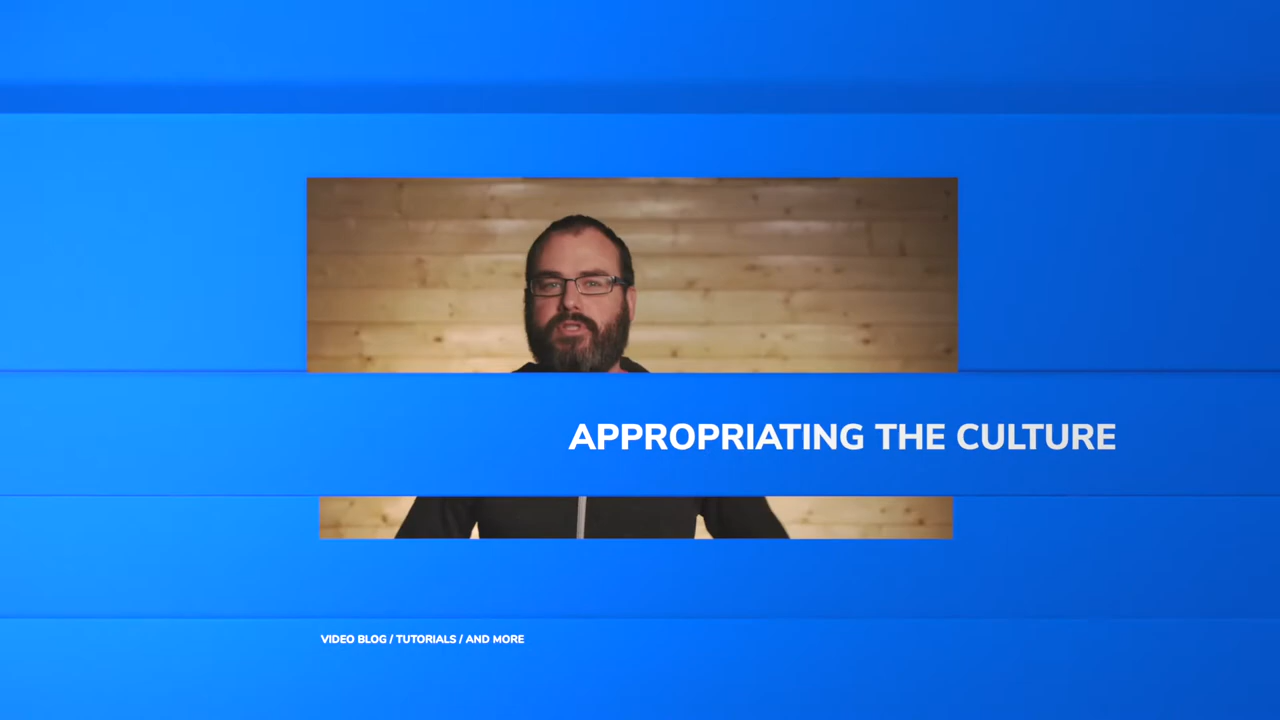 APPROPRIATING THE CULTURE
VIDEO BLOG / TUTORIALS / AND MORE